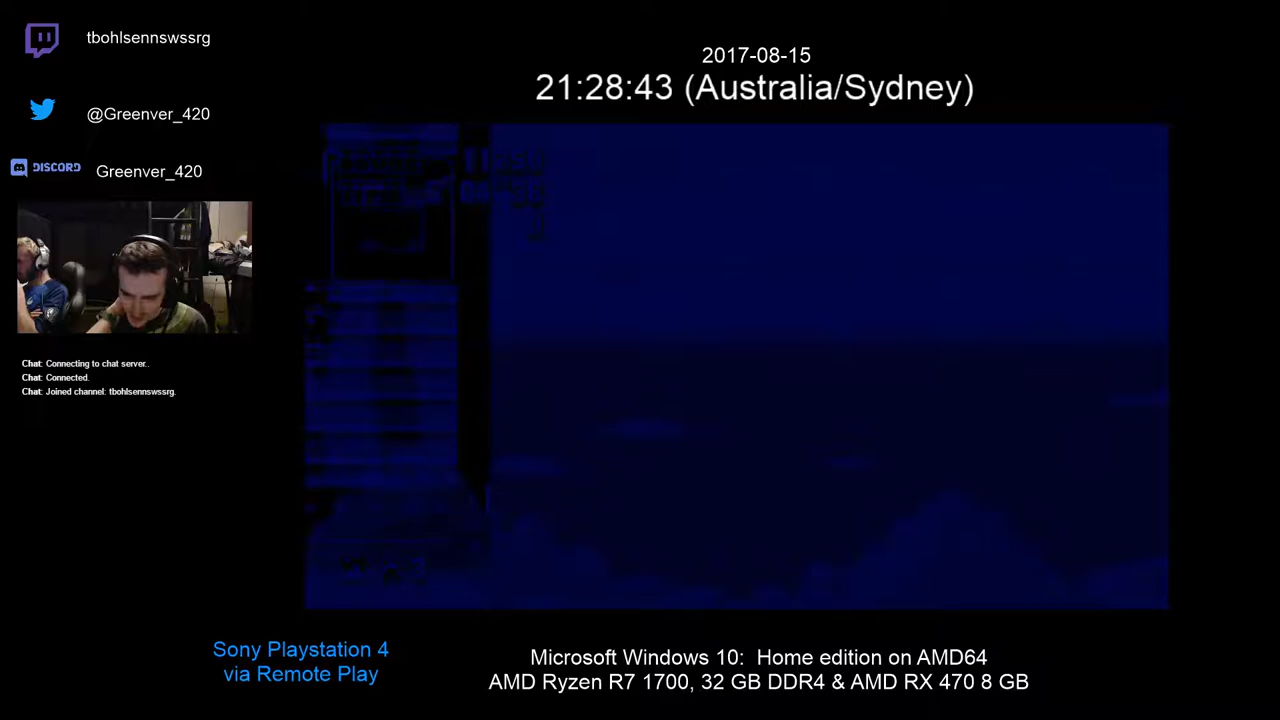 tbohlsennswssrg
@Greenver_420
DISCORD
Greenver_420
2017-08-15
21:28:43 (Australia/Sydney)
Chat: Connecting to chat server..
Chat: Connected.
Chat: Joined channel: tbohlsennswssrg.
Sony Playstation 4
via Remote Play
Microsoft Windows 10: Home edition on AMD64
AMD Ryzen R7 1700, 32 GB DDR4 & AMD RX 470 8 GB